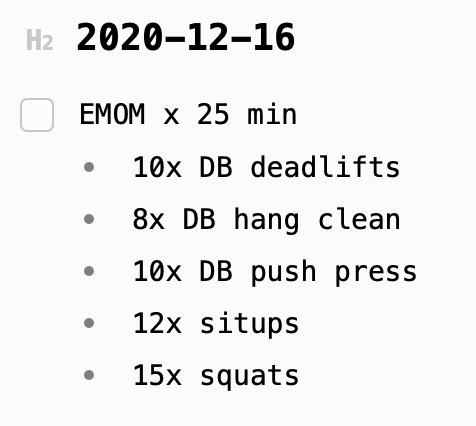 H2 2020-12-16
EMOM x 25 min
10x DB deadlifts
8x DB hang clean
10x DB push press
12x situps
15x squats